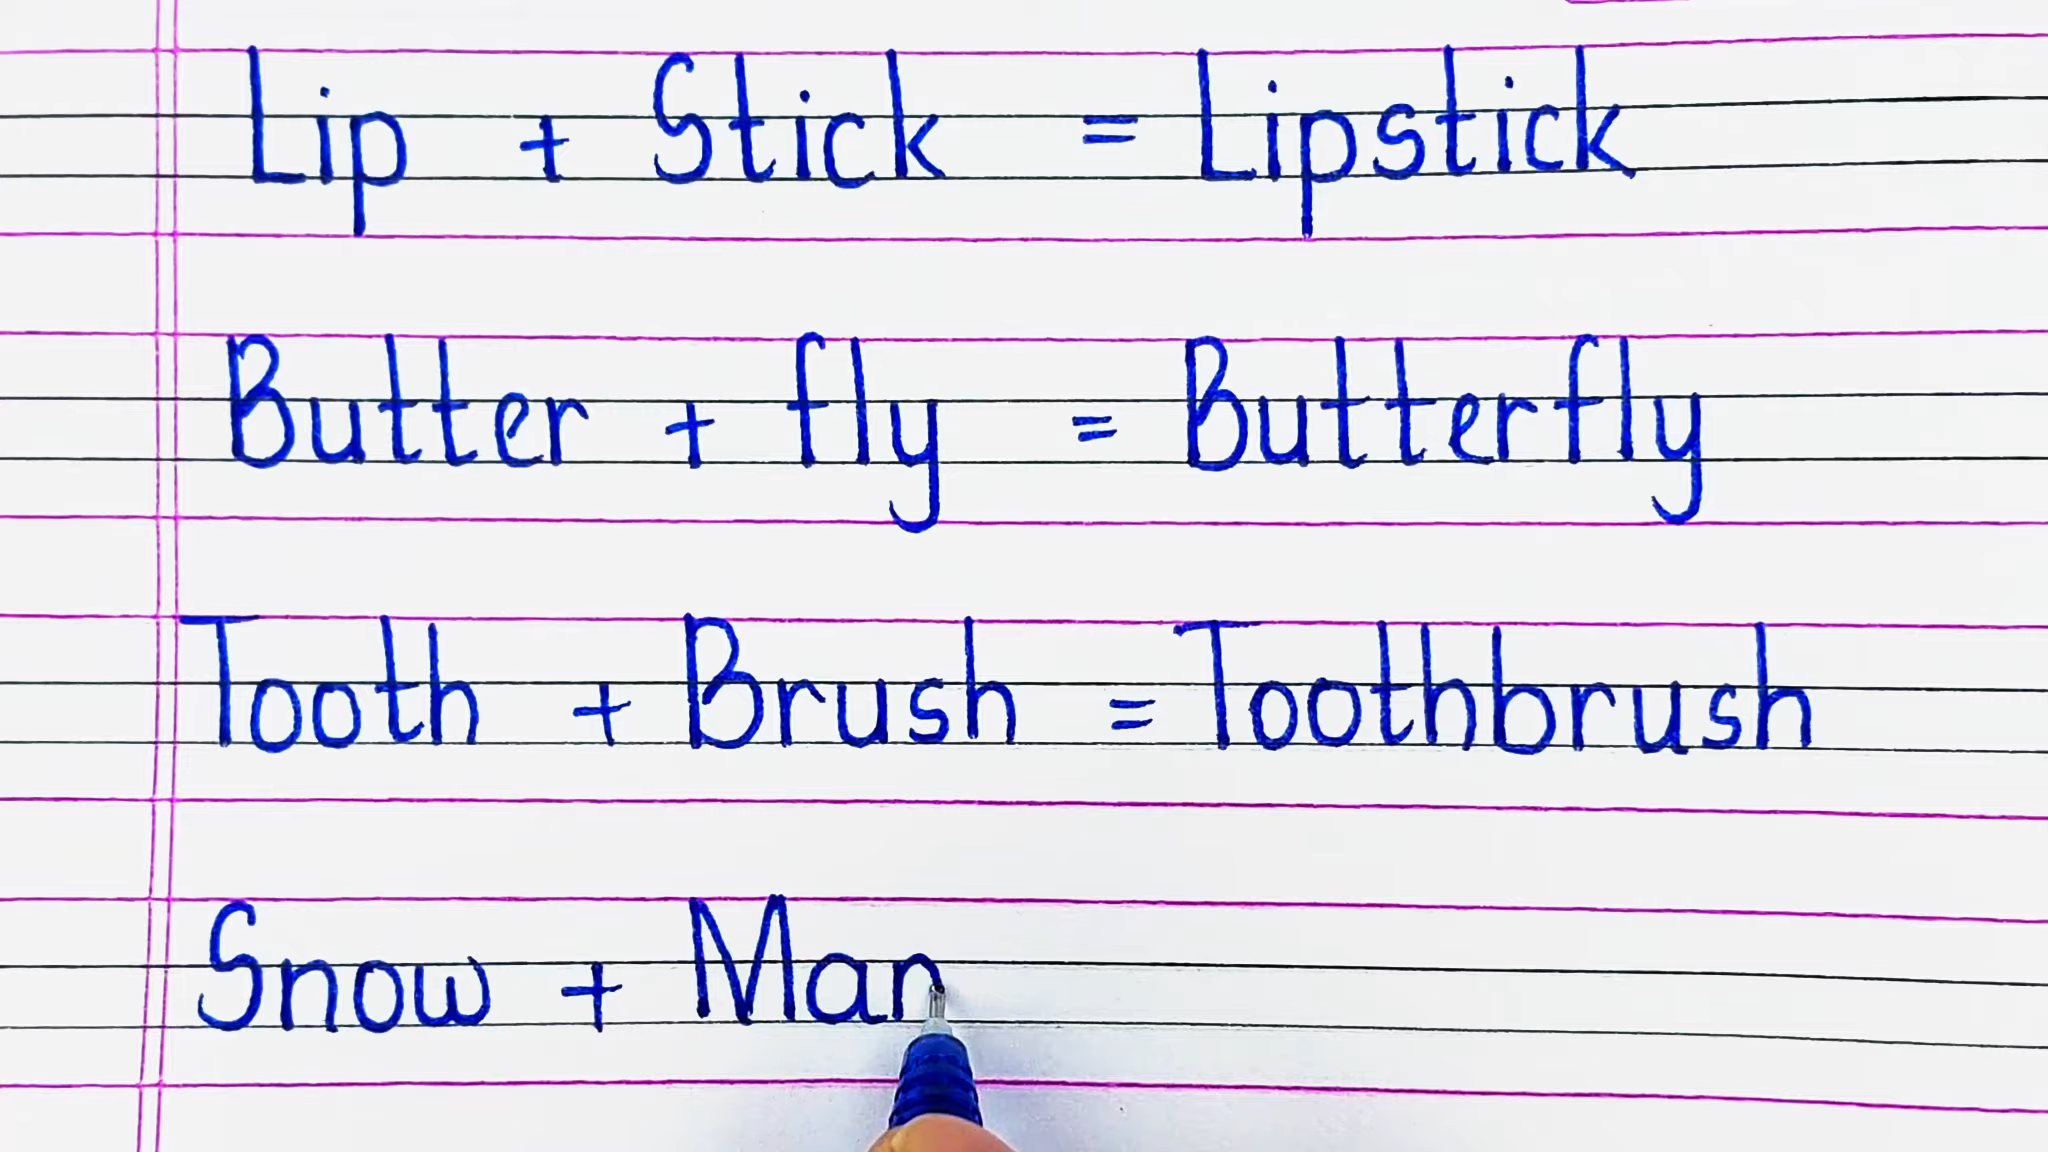 Lip + Stick = Lipstick
Butter + fly = Butterfly
Tooth + Brush = Toothbrush
Snow + Man